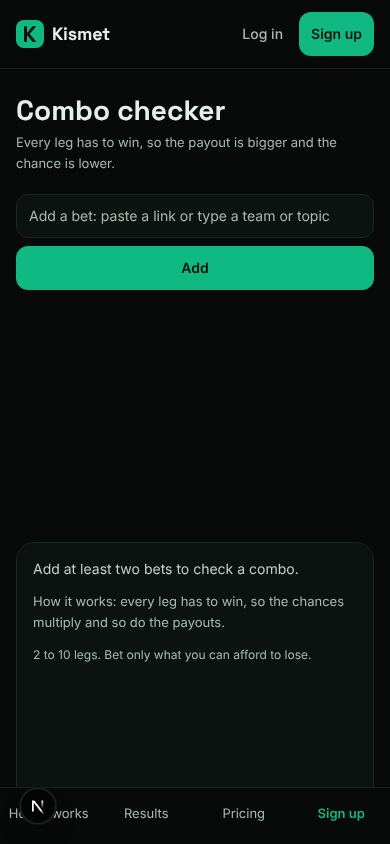 K Kismet
Log in
Sign up
Combo checker
Every leg has to win, so the payout is bigger and the
chance is lower.
Add a bet: paste a link or type a team or topic
Add
Add at least two bets to check a combo.
How it works: every leg has to win, so the chances
multiply and so do the payouts.
2 to 10 legs. Bet only what you can afford to lose.
N
works
Results
Pricing
Sign up